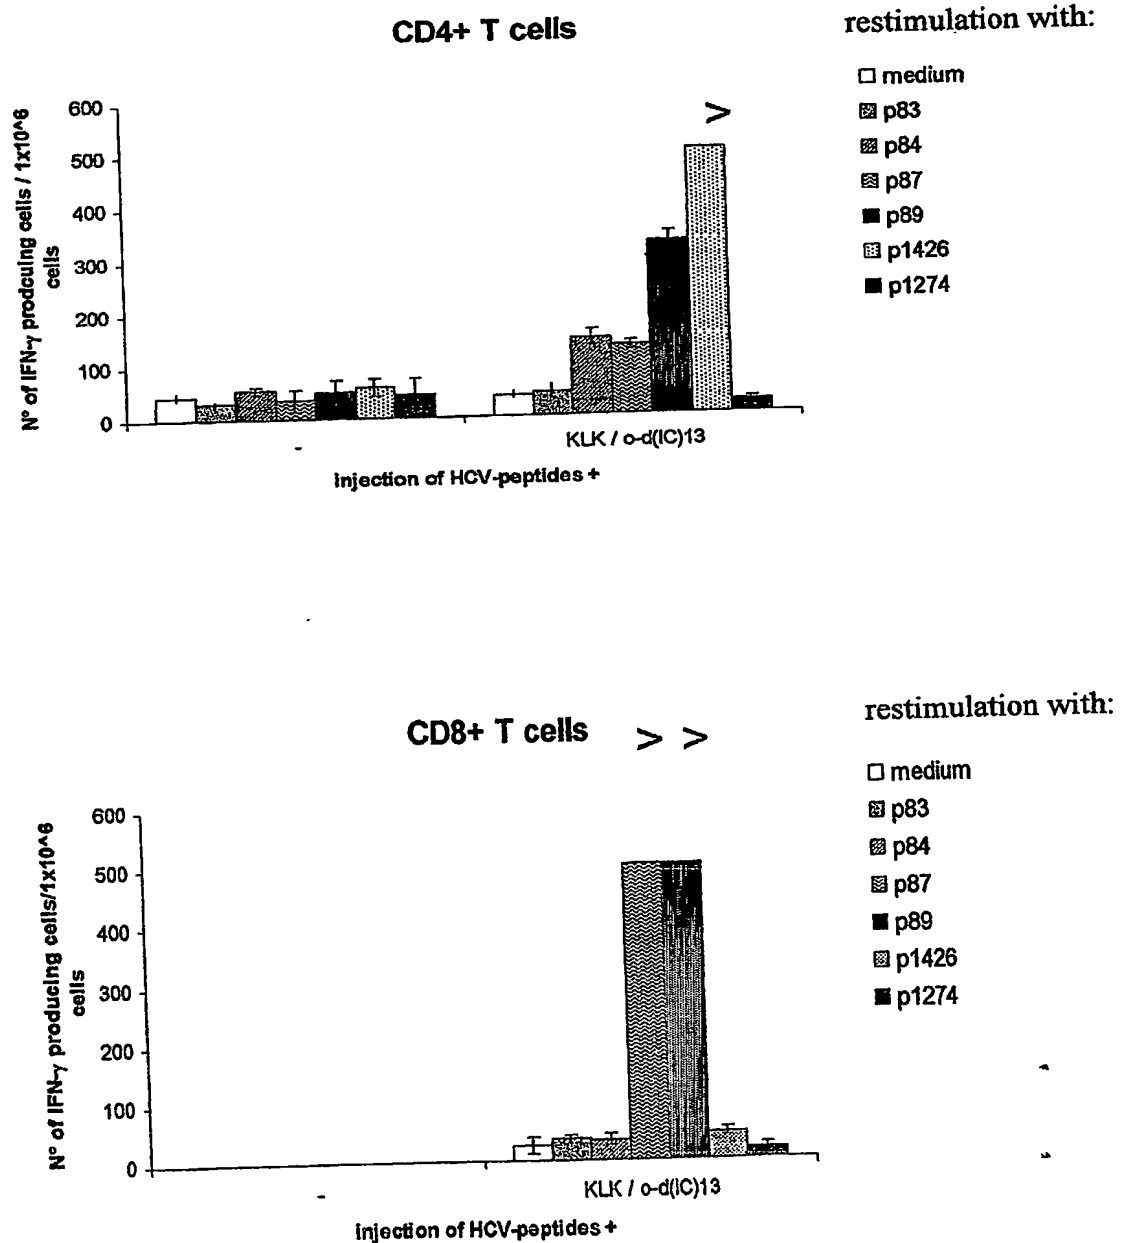 CD4+ T cells
restimulation with:
medium
p83
p84
p87
p89
p1426
p1274
>
N° of IFN-γ prodcuing cells / 1x10^6
cells
600
500
400
300
200
100
0
-
KLK / o-d(IC)13
injection of HCV-peptides +
CD8+ T cells
> >
restimulation with:
medium
p83
p84
p87
p89
p1426
p1274
N° of IFN-γ producing cells/1x10^6
cells
600
500
400
300
200
100
0
-
KLK / o-d(IC)13
injection of HCV-peptides +